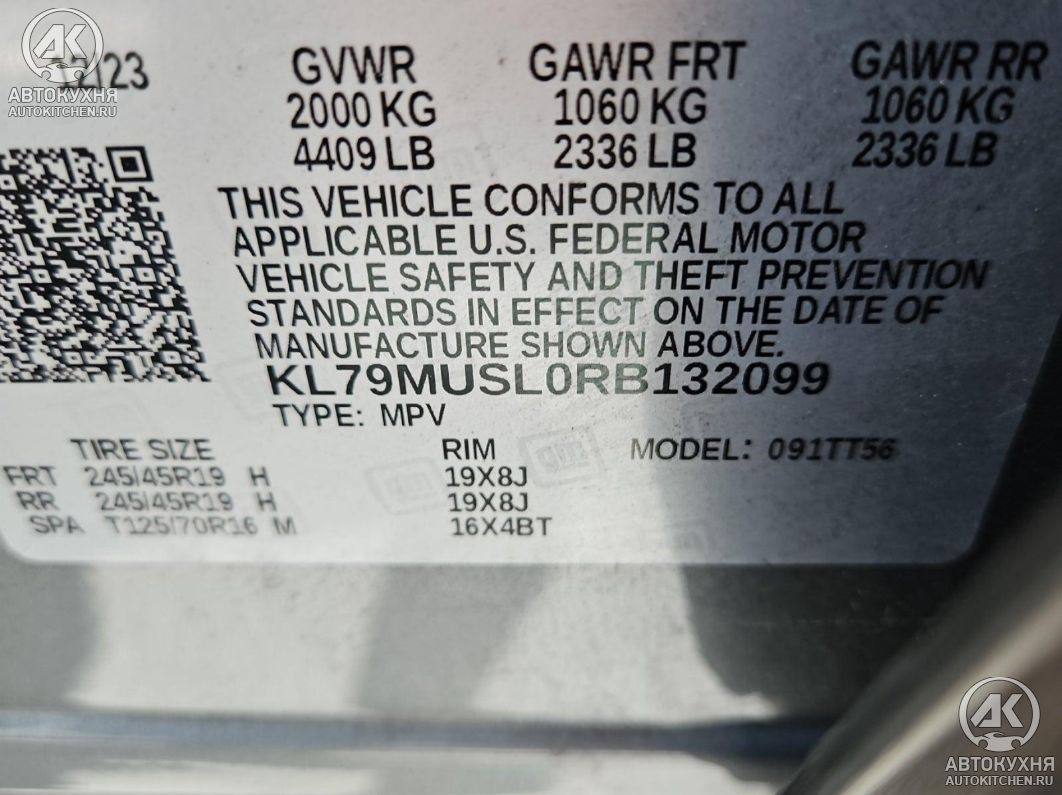 /23
АВТОКУХНЯ
AUTOKITCHEN.RU
GVWR GAWR FRT GAWR RR
2000 KG 1060 KG 1060 KG
4409 LB 2336 LB 2336 LB
THIS VEHICLE CONFORMS TO ALL
APPLICABLE U.S. FEDERAL MOTOR
VEHICLE SAFETY AND THEFT PREVENTION
STANDARDS IN EFFECT ON THE DATE OF
MANUFACTURE SHOWN ABOVE.
KL79MUSL0RB132099
TYPE: MPV
TIRE SIZE RIM MODEL: 091TT56
FRT 245/45R19 H 19X8J
RR 245/45R19 H 19X8J
SPA T125/70R16 M 16X4BT
АК
АВТОКУХНЯ
AUTOKITCHEN.RU